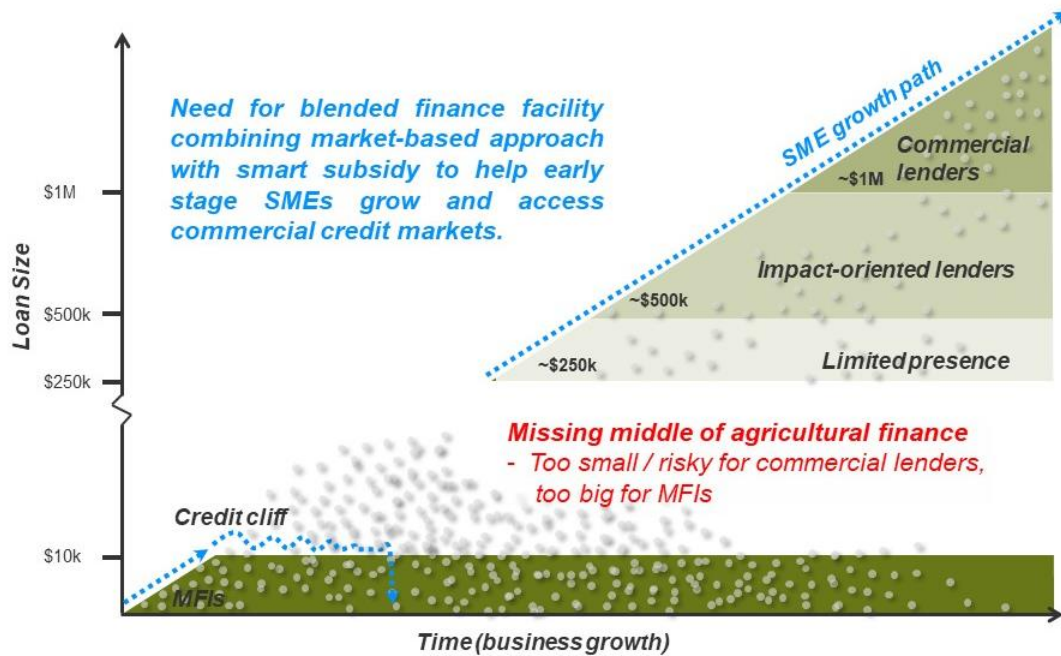 Need for blended finance facility
combining market-based approach
with smart subsidy to help early
stage SMEs grow and access
commercial credit markets.
SME growth path
Commercial
lenders
~$1M
$1M
Impact-oriented lenders
~$500k
$500k
Limited presence
~$250k
$250k
Loan Size
Missing middle of agricultural finance
- Too small / risky for commercial lenders,
too big for MFIs
Credit cliff
$10k
MFIs
Time (business growth)